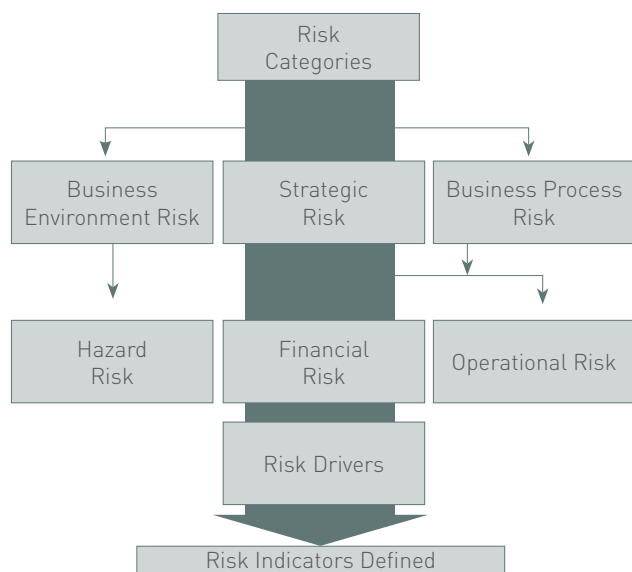 Risk
Categories
Business
Environment Risk
Strategic
Risk
Business Process
Risk
Hazard
Risk
Financial
Risk
Operational Risk
Risk Drivers
Risk Indicators Defined